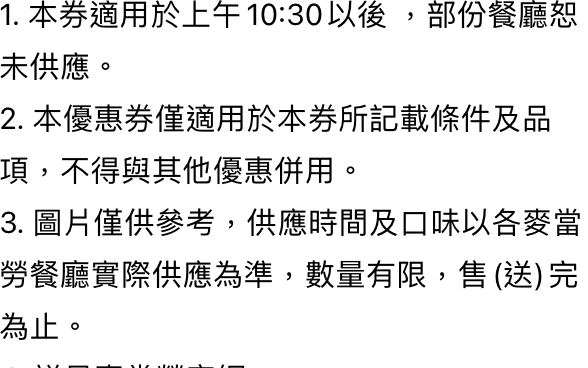 1. 本券適用於上午10:30以後 ，部份餐廳恕
未供應。
2. 本優惠券僅適用於本券所記載條件及品
項，不得與其他優惠併用。
3. 圖片僅供參考，供應時間及口味以各麥當
勞餐廳實際供應為準，數量有限，售(送)完
為止。